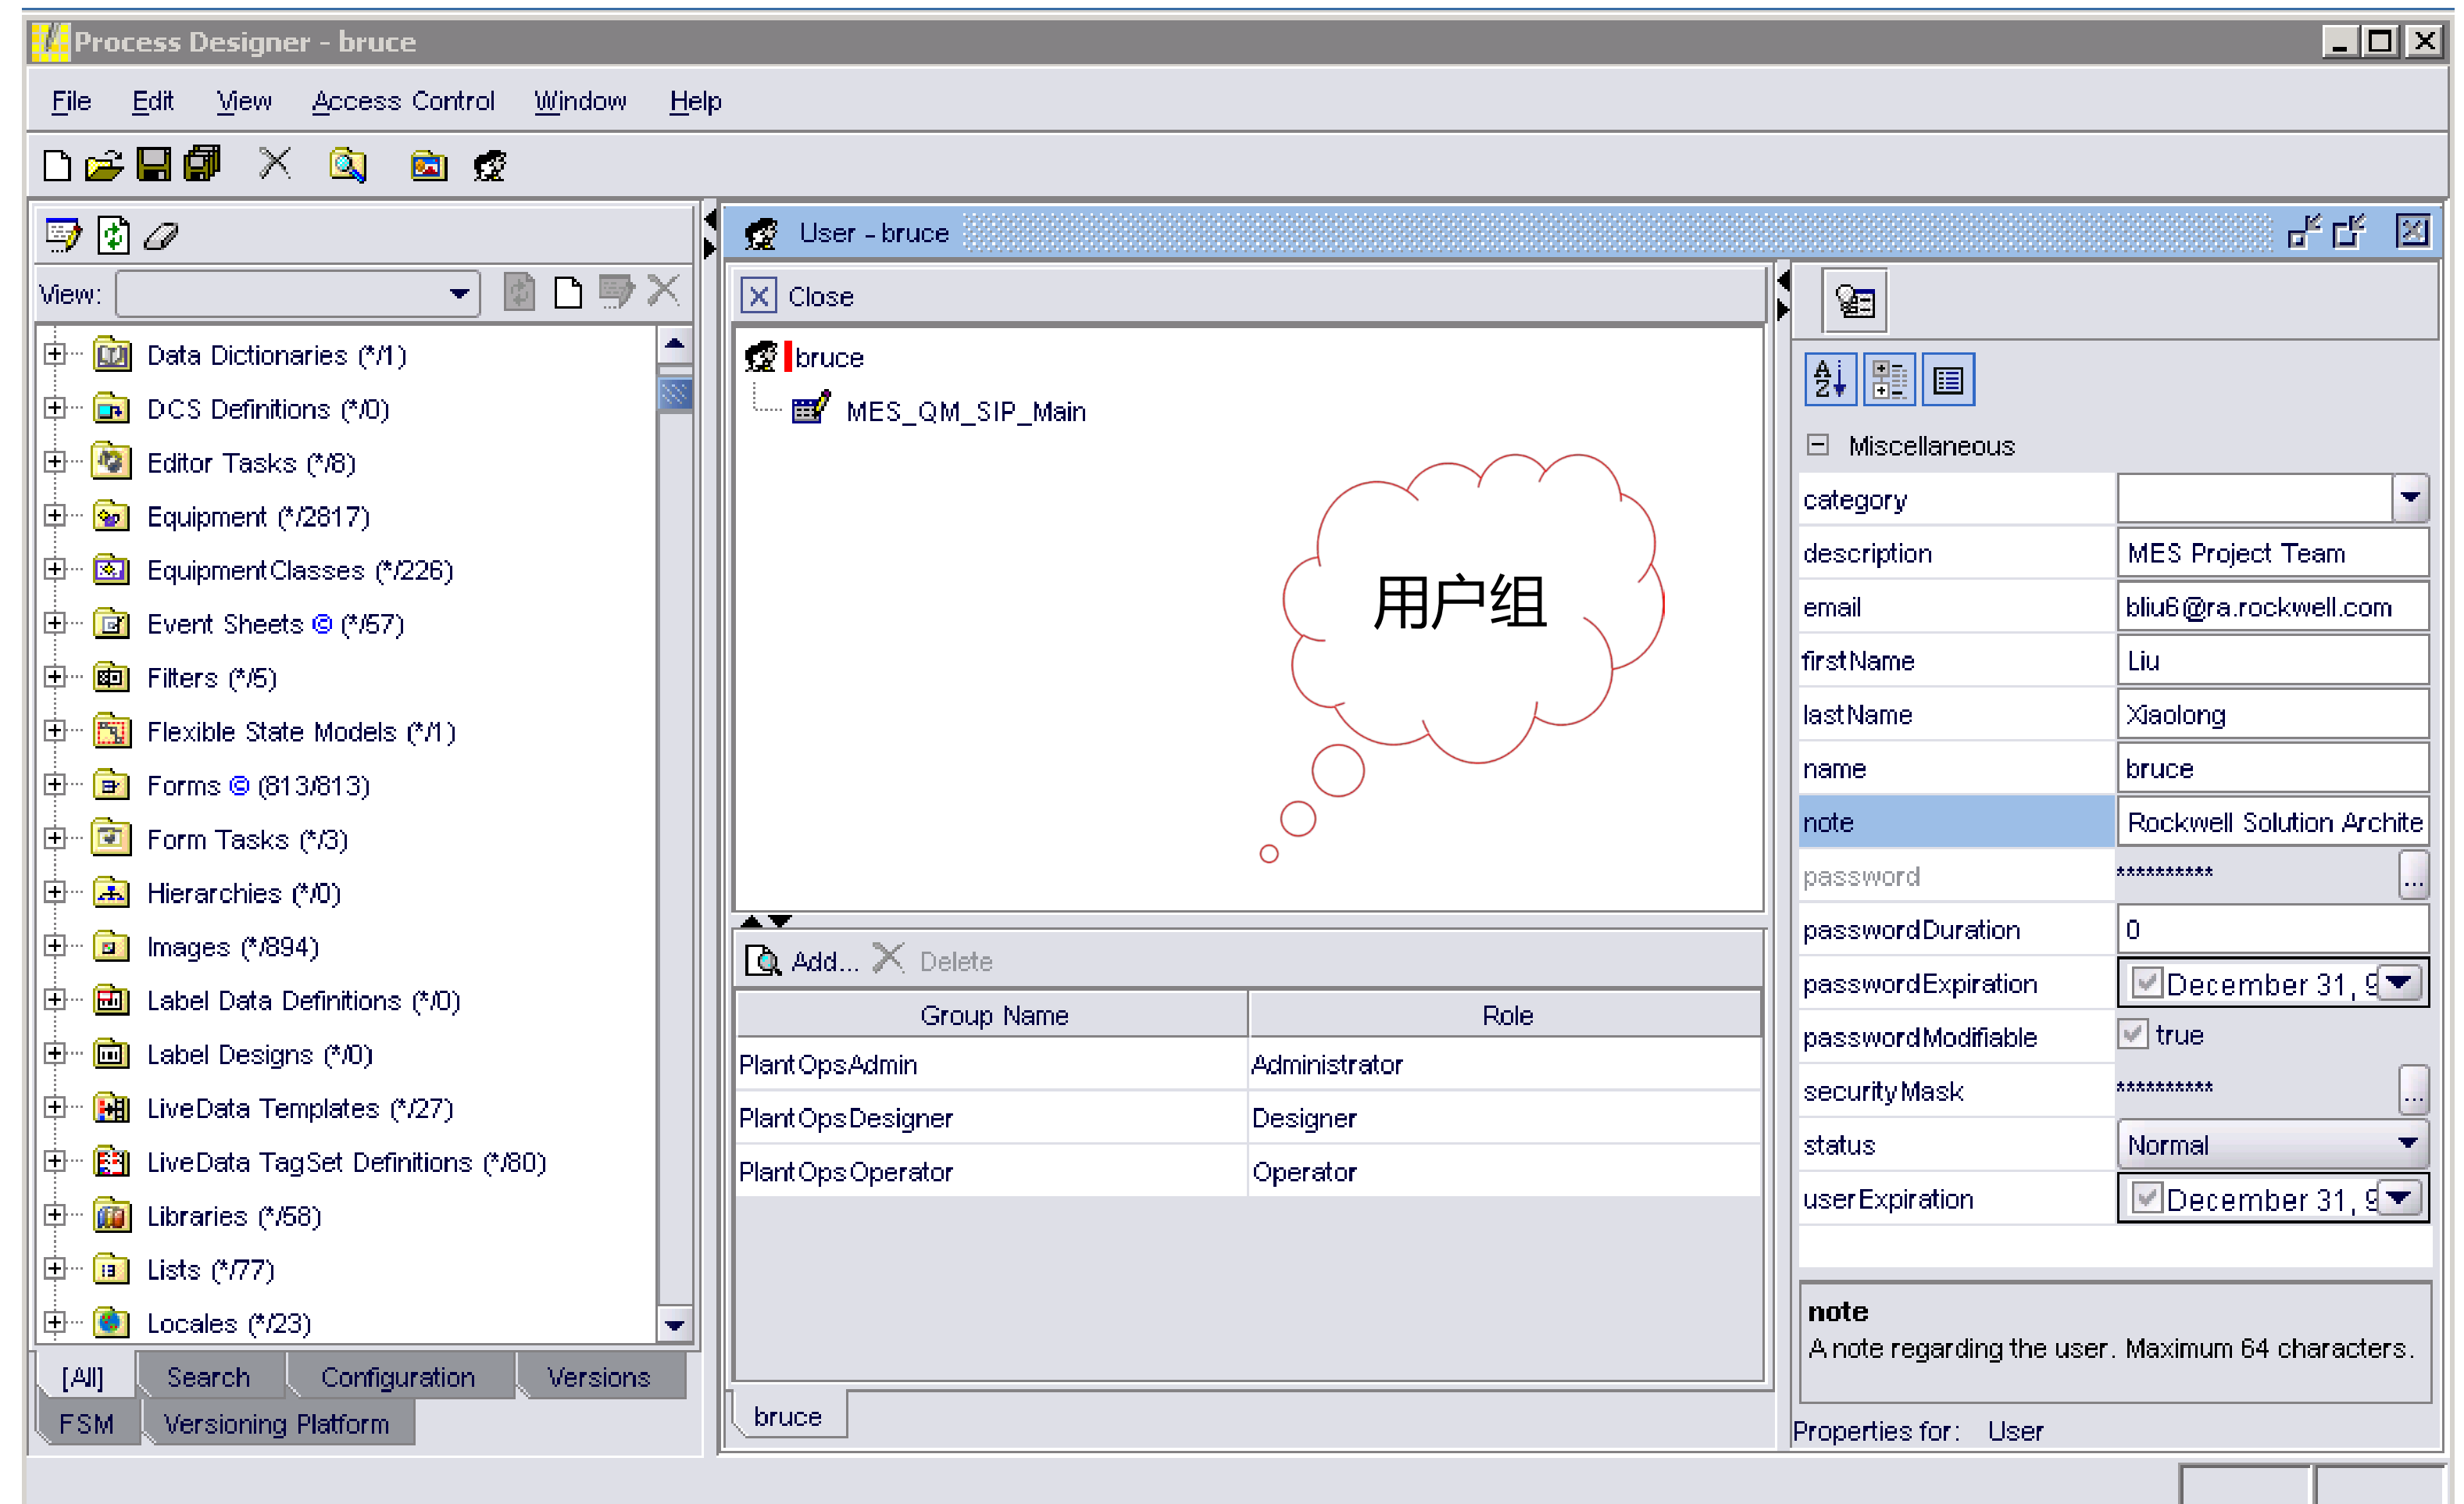 Process Designer - bruce
File Edit View Access Control Window Help
View:
Data Dictionaries (*/1)
DCS Definitions (*/0)
Editor Tasks (*/8)
Equipment (*/2817)
EquipmentClasses (*/226)
Event Sheets © (*/57)
Filters (*/5)
Flexible State Models (*/1)
Forms © (813/813)
Form Tasks (*/3)
Hierarchies (*/0)
Images (*/894)
Label Data Definitions (*/0)
Label Designs (*/0)
LiveData Templates (*/27)
LiveData TagSet Definitions (*/80)
Libraries (*/58)
Lists (*/77)
Locales (*/23)
[All] Search Configuration Versions
FSM Versioning Platform
User - bruce
Close
bruce
MES_QM_SIP_Main
用户组
Add... Delete
Group Name Role
PlantOpsAdmin Administrator
PlantOpsDesigner Designer
PlantOpsOperator Operator
bruce
Miscellaneous
category
description MES Project Team
email bliu6@ra.rockwell.com
firstName Liu
lastName Xiaolong
name bruce
note Rockwell Solution Archite
password **********
...
passwordDuration 0
passwordExpiration December 31, 9
passwordModifiable true
securityMask **********
...
status Normal
userExpiration December 31, 9
note
A note regarding the user. Maximum 64 characters.
Properties for: User